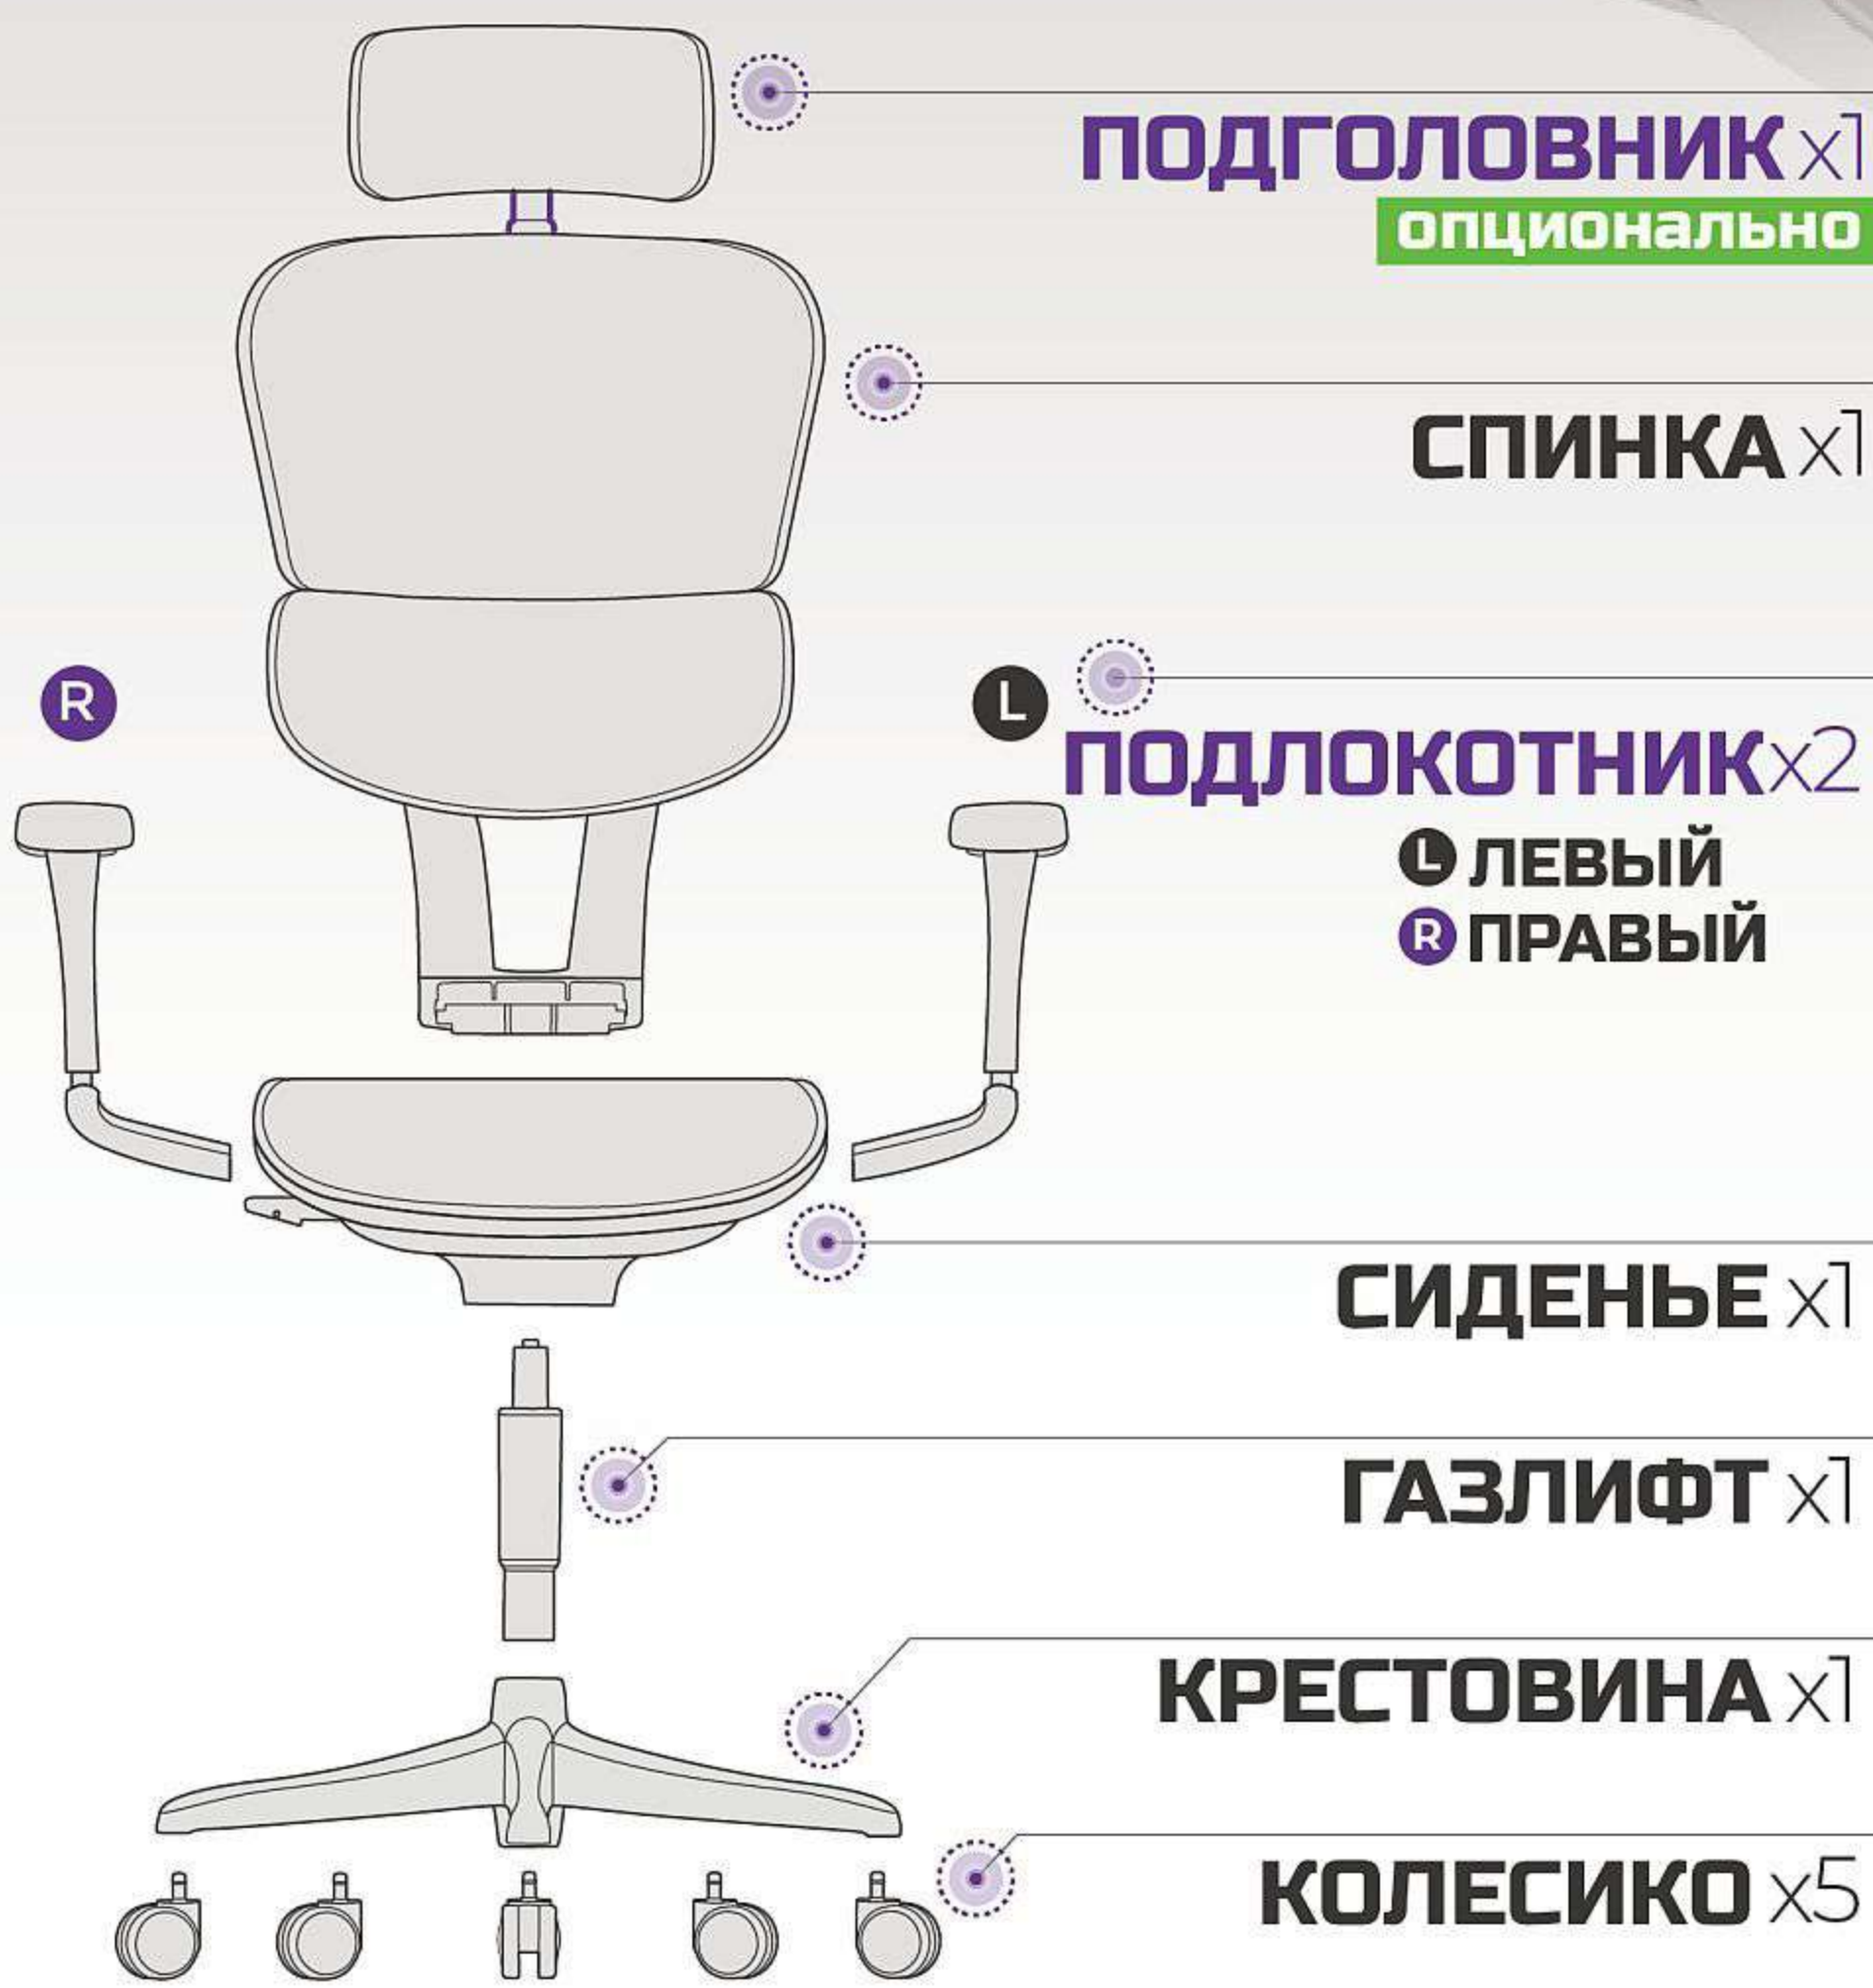 ПОДГОЛОВНИК x1
ОПЦИОНАЛЬНО
СПИНКА x1
R
L
ПОДЛОКОТНИК x2
L ЛЕВЫЙ
R ПРАВЫЙ
СИДЕНЬЕ x1
ГАЗЛИФТ x1
КРЕСТОВИНА x1
КОЛЕСИКО x5